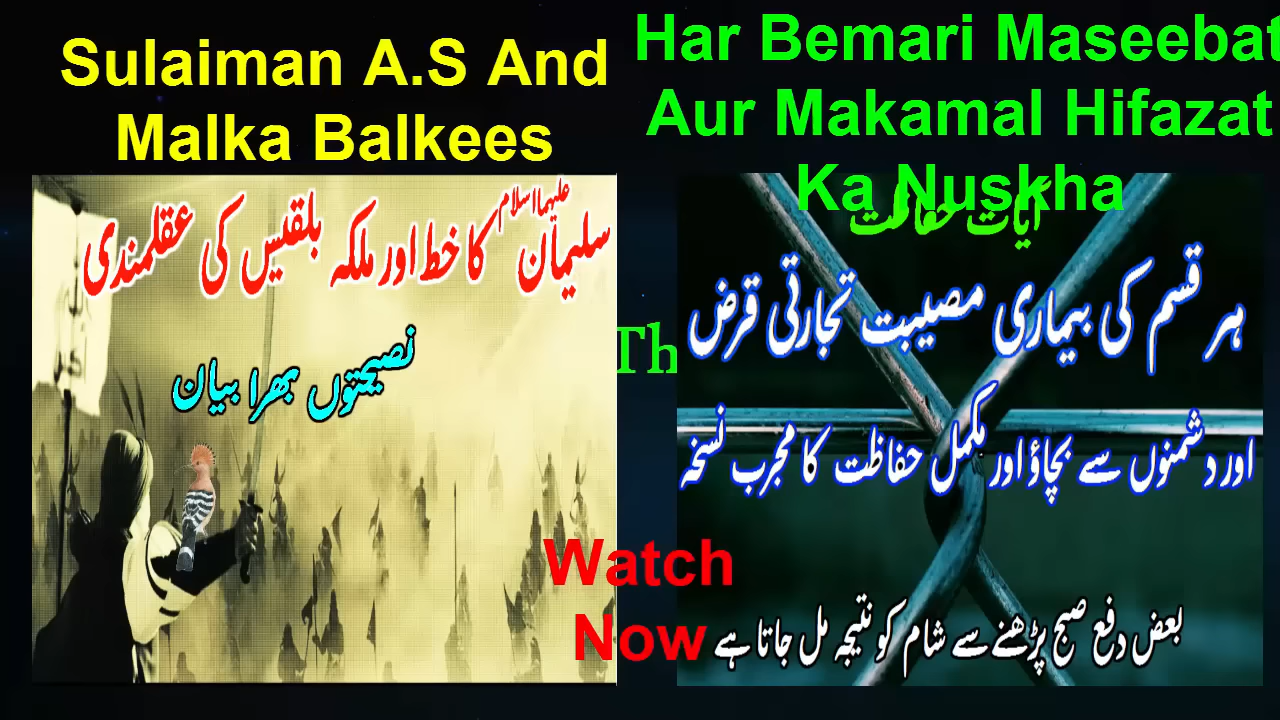 Sulaiman A.S And
Malka Balkees
علیہمااسلام
سلیمان کا خط اور ملکہ بلقیس کی عقلمندی
نصیحتوں بھرا بیان
Har Bemari Maseebat
Aur Makamal Hifazat
Ka Nuskha
آیات حفاظت
ہر قسم کی بیماری مصیبت تجارتی قرض
اور دشمنوں سے بچاؤ اور مکمل حفاظت کا مجرب نسخہ
بعض دفع صبح پڑھنے سے شام کو نتیجہ مل جاتا ہے
Th
Watch
Now